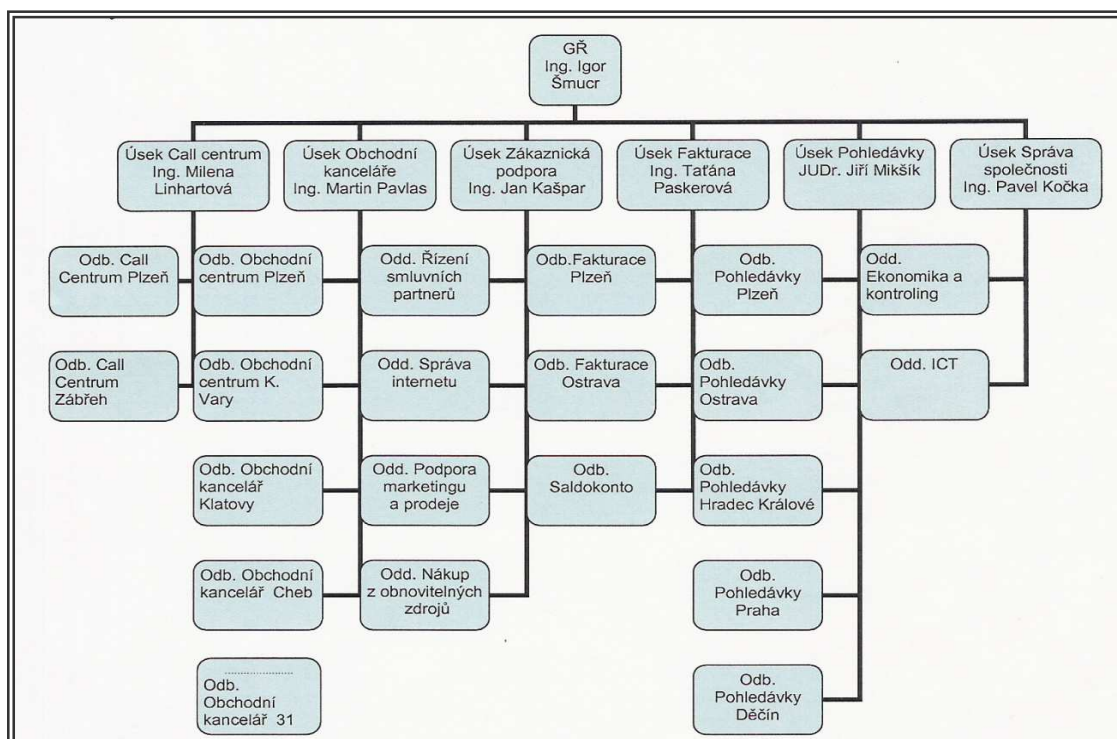 GŘ
Ing. Igor
Šmucr
Úsek Call centrum
Ing. Milena
Linhartová
Úsek Obchodní
kanceláře
Ing. Martin Pavlas
Úsek Zákaznická
podpora
Ing. Jan Kašpar
Úsek Fakturace
Ing. Taťána
Paskerová
Úsek Pohledávky
JUDr. Jiří Mikšík
Úsek Správa
společnosti
Ing. Pavel Kočka
Odb. Call
Centrum Plzeň
Odb. Obchodní
centrum Plzeň
Odd. Řízení
smluvních
partnerů
Odb.Fakturace
Plzeň
Odb.
Pohledávky
Plzeň
Odd.
Ekonomika a
kontroling
Odb. Call
Centrum
Zábřeh
Odb. Obchodní
centrum K.
Vary
Odd. Správa
internetu
Odb. Fakturace
Ostrava
Odb.
Pohledávky
Ostrava
Odd. ICT
Odb. Obchodní
kancelář
Klatovy
Odd. Podpora
marketingu
a prodeje
Odb.
Saldokonto
Odb.
Pohledávky
Hradec Králové
Odb. Obchodní
kancelář Cheb
Odd. Nákup
z obnovitelných
zdrojů
Odb.
Pohledávky
Praha
Odb.
Obchodní
kancelář 31
Odb.
Pohledávky
Děčín